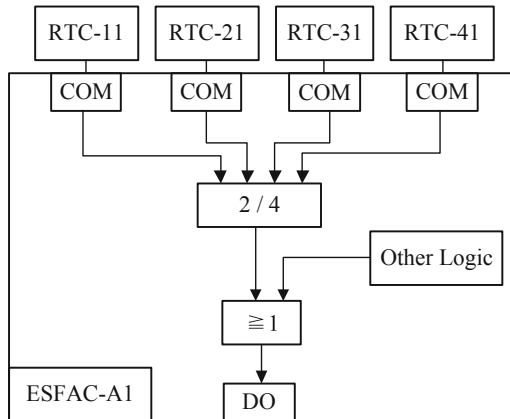 RTC-11 RTC-21 RTC-31 RTC-41
COM COM COM COM
2 / 4
Other Logic
≧1
ESFAC-A1
DO